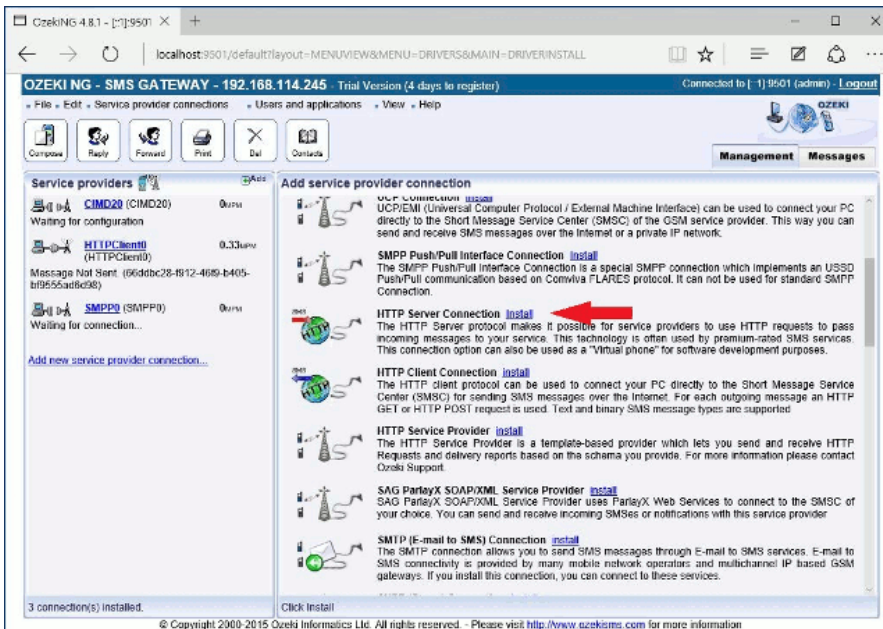 OzekiNG 4.8.1 - [::1]:9501
localhost:9501/default?layout=MENUVIEW&MENU=DRIVERS&MAIN=DRIVERINSTALL
OZEKI NG - SMS GATEWAY - 192.168.114.245 - Trial Version (4 days to register)
Connected to [::1]:9501 (admin) - Logout
File Edit Service provider connections Users and applications View Help
OZEKI
Compose Reply Forward Print Del Contacts
Management Messages
Service providers
Add
CIMD20 (CIMD20) 0UPM
Waiting for configuration
HTTPClient0 0.33UPM
(HTTPClient0)
Message Not Sent. (66ddbc28-f912-46f9-b405-
bf9555ad6d98)
SMPP0 (SMPP0) 0UPM
Waiting for connection...
Add new service provider connection...
3 connection(s) installed.
Add service provider connection
UCP Connection install
UCP/EMI (Universal Computer Protocol / External Machine Interface) can be used to connect your PC
directly to the Short Message Service Center (SMSC) of the GSM service provider. This way you can
send and receive SMS messages over the Internet or a private IP network.
SMPP Push/Pull Interface Connection Install
The SMPP Push/Pull Interface Connection is a special SMPP connection which implements an USSD
Push/Pull communication based on Comviva FLARES protocol. It can not be used for standard SMPP
Connection.
HTTP Server Connection Install
The HTTP Server protocol makes it possible for service providers to use HTTP requests to pass
incoming messages to your service. This technology is often used by premium-rated SMS services.
This connection option can also be used as a "Virtual phone" for software development purposes.
HTTP Client Connection Install
The HTTP client protocol can be used to connect your PC directly to the Short Message Service
Center (SMSC) for sending SMS messages over the Internet. For each outgoing message an HTTP
GET or HTTP POST request is used. Text and binary SMS message types are supported
HTTP Service Provider Install
The HTTP Service Provider is a template-based provider which lets you send and receive HTTP
Requests and delivery reports based on the schema you provide. For more information please contact
Ozeki Support.
SAG ParlayX SOAP/XML Service Provider Install
SAG ParlayX SOAP/XML Service Provider uses ParlayX Web Services to connect to the SMSC of
your choice. You can send and receive incoming SMSes or notifications with this service provider
SMTP (E-mail to SMS) Connection install
The SMTP connection allows you to send SMS messages through E-mail to SMS services. E-mail to
SMS connectivity is provided by many mobile network operators and multichannel IP based GSM
gateways. If you install this connection, you can connect to these services.
Click Install
© Copyright 2000-2015 Ozeki Informatics Ltd. All rights reserved. - Please visit http://www.ozekisms.com for more information